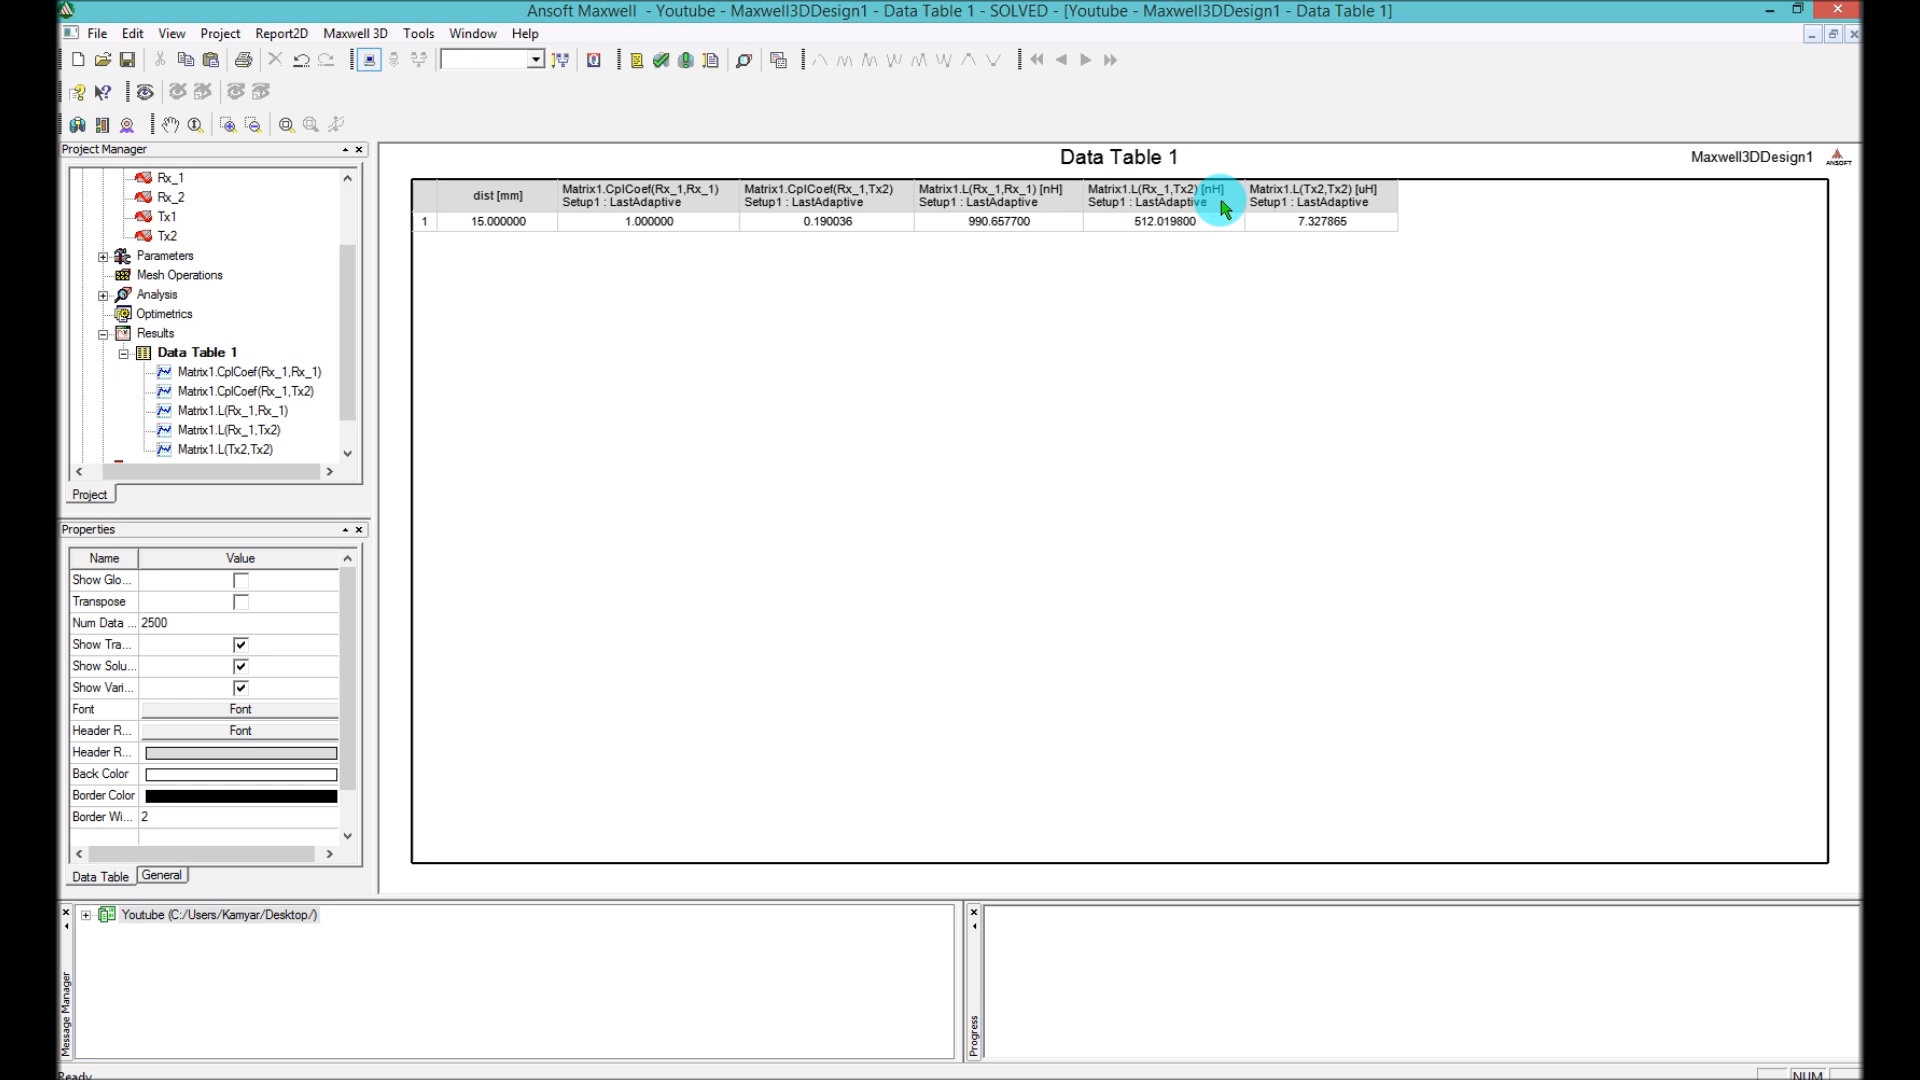 Ansoft Maxwell - Youtube - Maxwell3DDesign1 - Data Table 1 - SOLVED - [Youtube - Maxwell3DDesign1 - Data Table 1]
File Edit View Project Report2D Maxwell 3D Tools Window Help
Project Manager
Rx_1
Rx_2
Tx1
Tx2
Parameters
Mesh Operations
Analysis
Optimetrics
Results
Data Table 1
Matrix1.CplCoef(Rx_1,Rx_1)
Matrix1.CplCoef(Rx_1,Tx2)
Matrix1.L(Rx_1,Rx_1)
Matrix1.L(Rx_1,Tx2)
Matrix1.L(Tx2,Tx2)
Project
Properties
Name Value
Show Glo...
Transpose
Num Data ... 2500
Show Tra...
Show Solu...
Show Vari...
Font Font
Header R... Font
Header R...
Back Color
Border Color
Border Wi... 2
Data Table General
Data Table 1
Maxwell3DDesign1
ANSOFT
dist [mm] Matrix1.CplCoef(Rx_1,Rx_1) Matrix1.CplCoef(Rx_1,Tx2) Matrix1.L(Rx_1,Rx_1) [nH] Matrix1.L(Rx_1,Tx2) [nH] Matrix1.L(Tx2,Tx2) [uH]
Setup1 : LastAdaptive Setup1 : LastAdaptive Setup1 : LastAdaptive Setup1 : LastAdaptive Setup1 : LastAdaptive
1 15.000000 1.000000 0.190036 990.657700 512.019800 7.327865
Youtube (C:/Users/Kamyar/Desktop/)
Message Manager
Progress
Ready
NUM